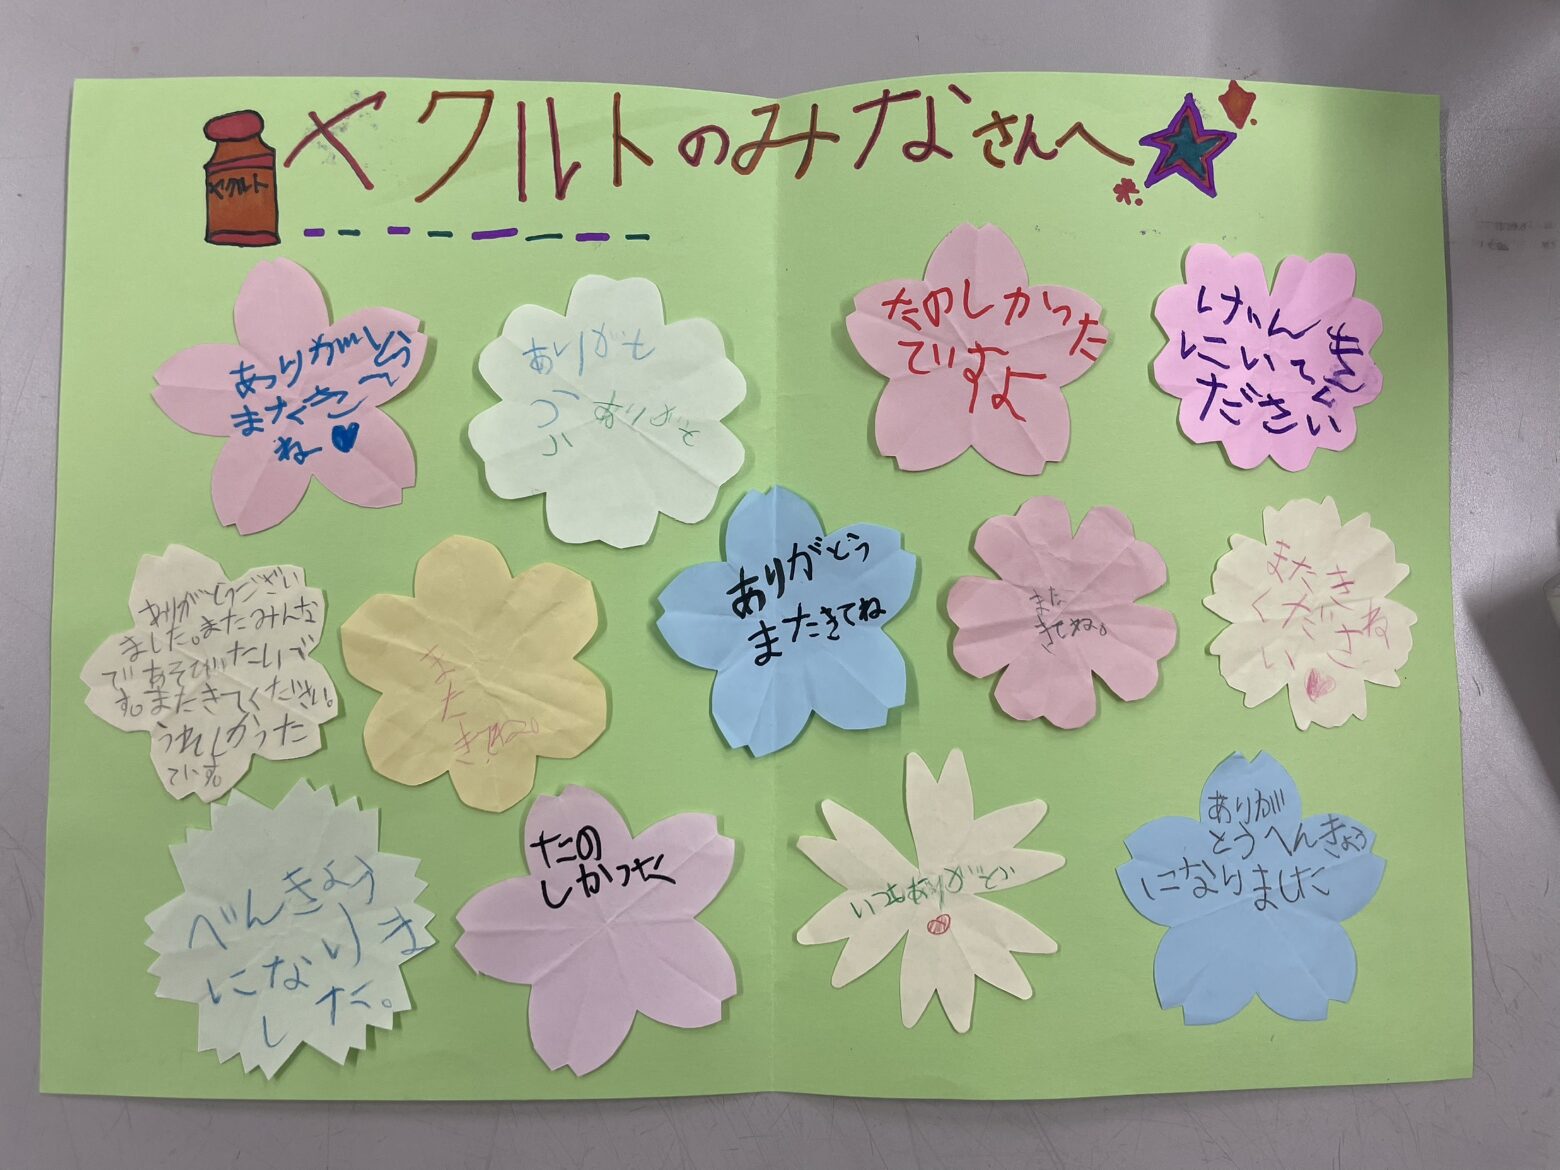 ヤクルトのみなさんへ
ヤクルト
ありがとう
またきて
ね
ありがとう
ありがとう
たのしかった
ていすよ
げんき
にいてく
ださい
ありがとうござい
ました。またみんな
であそびたいで
す。またきてください。
うれしかった
ていす。
また
きてね。
ありがとう
またきてね
また
きてね。
またき
くださ
いね
べんきょう
になりま
した。
たの
しかった
いつもありがとう
ありが
とうへんきょう
になりました